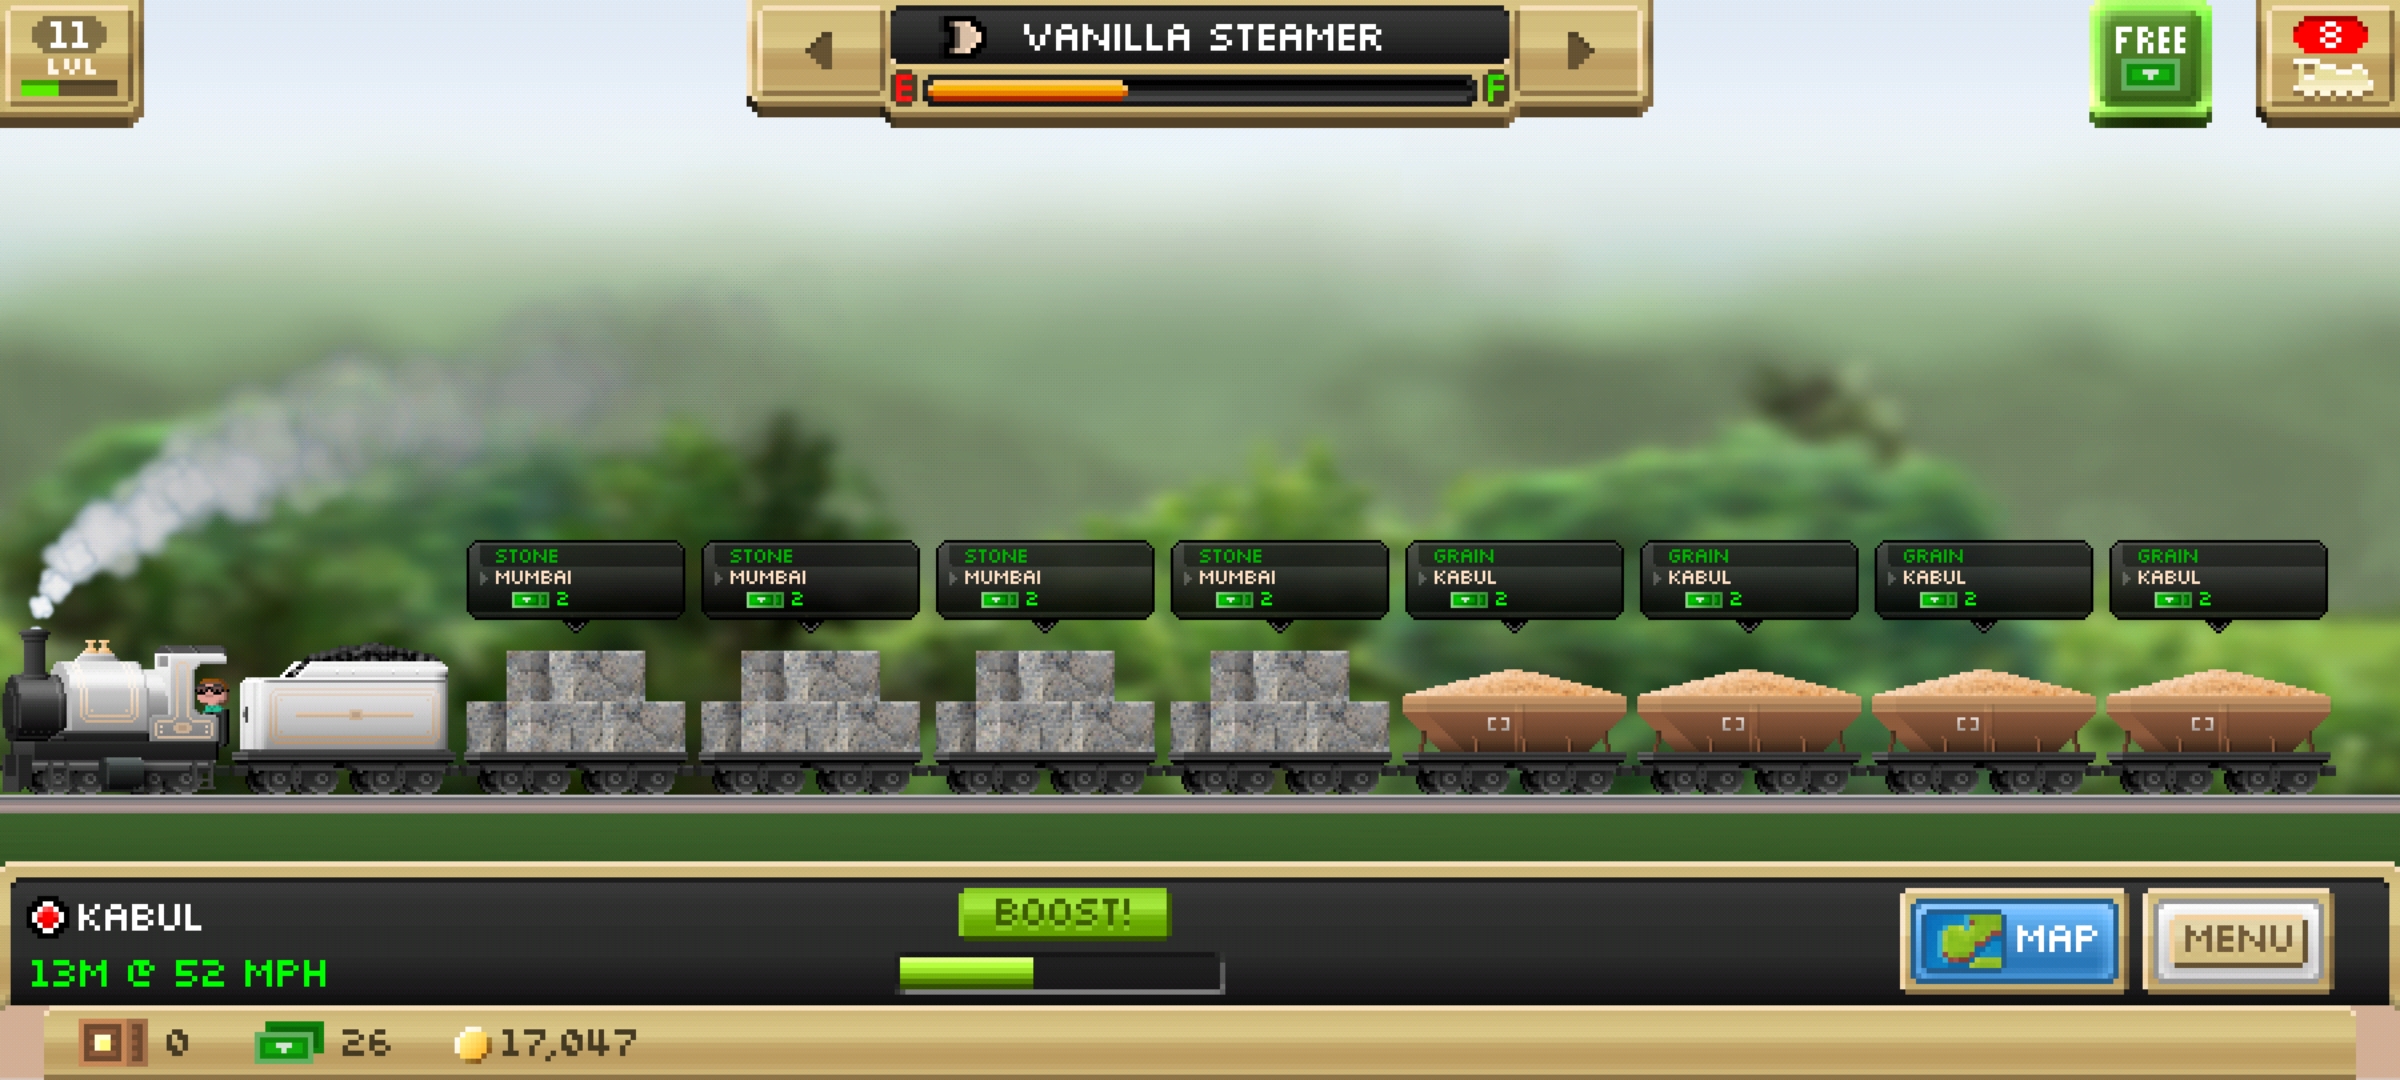 11
LVL
VANILLA STEAMER
E F
FREE
8
STONE
MUMBAI
2
STONE
MUMBAI
2
STONE
MUMBAI
2
STONE
MUMBAI
2
GRAIN
KABUL
2
GRAIN
KABUL
2
GRAIN
KABUL
2
GRAIN
KABUL
2
KABUL
13M @ 52 MPH
BOOST!
MAP
MENU
0 26 17,047